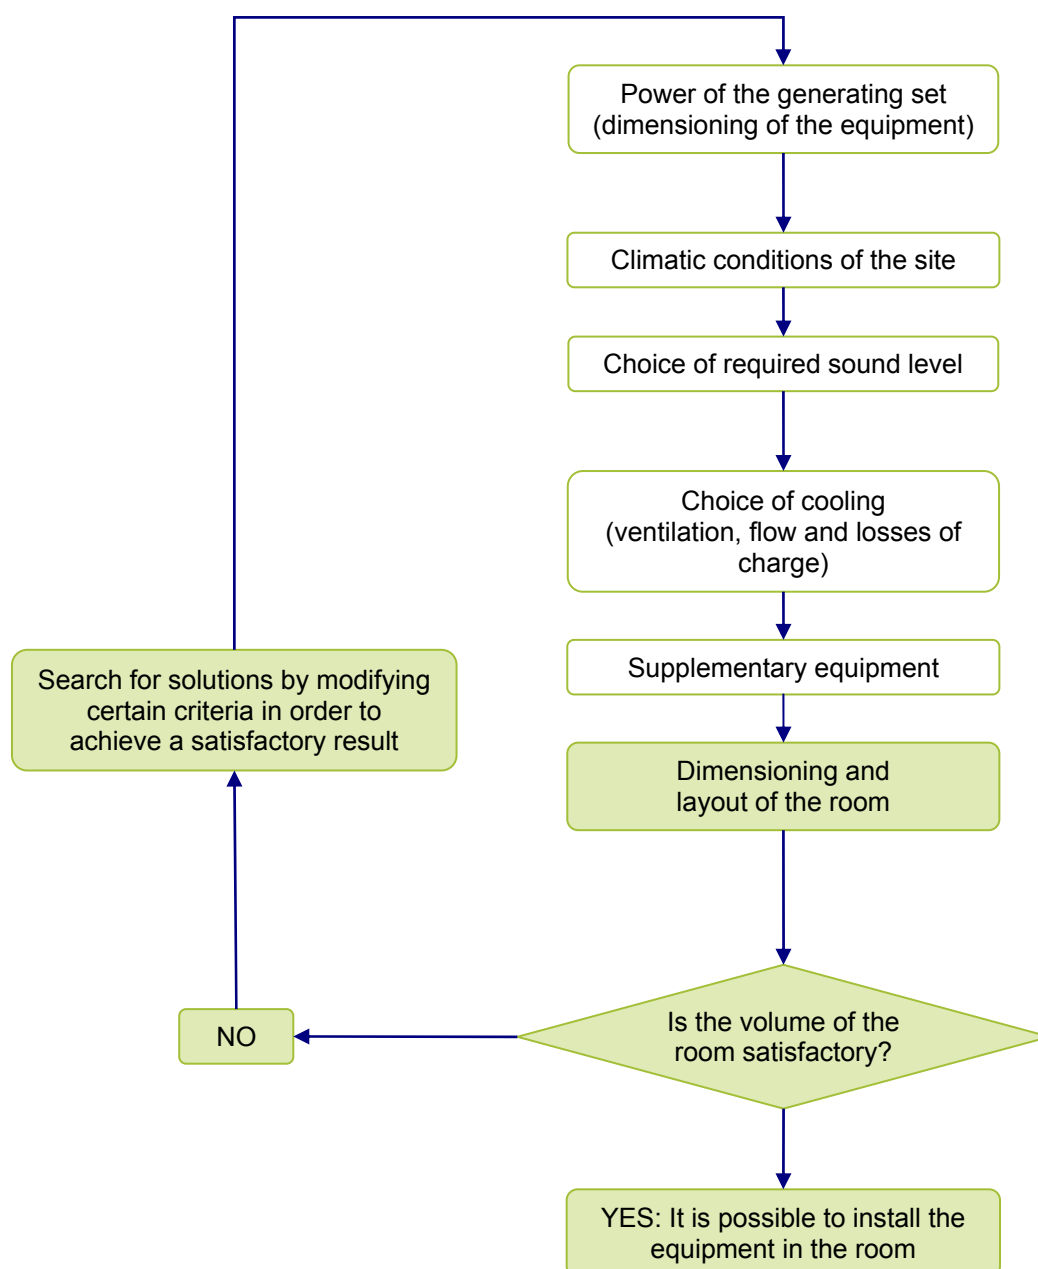 Power of the generating set
(dimensioning of the equipment)
Climatic conditions of the site
Choice of required sound level
Choice of cooling
(ventilation, flow and losses of
charge)
Supplementary equipment
Search for solutions by modifying
certain criteria in order to
achieve a satisfactory result
Dimensioning and
layout of the room
NO
Is the volume of the
room satisfactory?
YES: It is possible to install the
equipment in the room